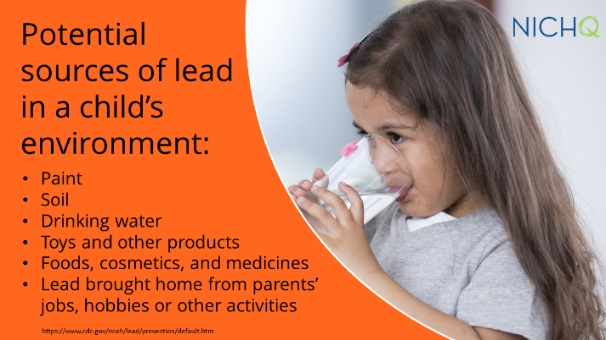 NICHQ
Potential
sources of lead
in a child's
environment:
• Paint
• Soil
• Drinking water
• Toys and other products
• Foods, cosmetics, and medicines
• Lead brought home from parents'
jobs, hobbies or other activities
https://www.cdc.gov/nceh/lead/prevention/default.htm